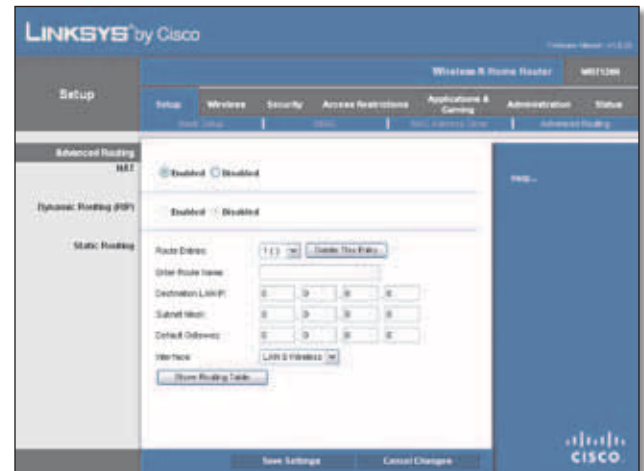 LINKSYS by Cisco
Wireless-N Home Router
Setup
Setup Wireless Security Access Restrictions Applications & Gaming Administration Status
Basic Setup | DDNS | MAC Address Clone | Advanced Routing
Advanced Routing
NAT
Enabled Disabled
Help...
Dynamic Routing (RIP)
Enabled Disabled
Static Routing
Route Entries: Delete This Entry
Enter Route Name:
Destination LAN IP: 0 . 0 . 0 . 0
Subnet Mask: 0 . 0 . 0 . 0
Default Gateway: 0 . 0 . 0 . 0
Interface: LAN & Wireless
Show Routing Table
Save Settings Cancel Changes
CISCO